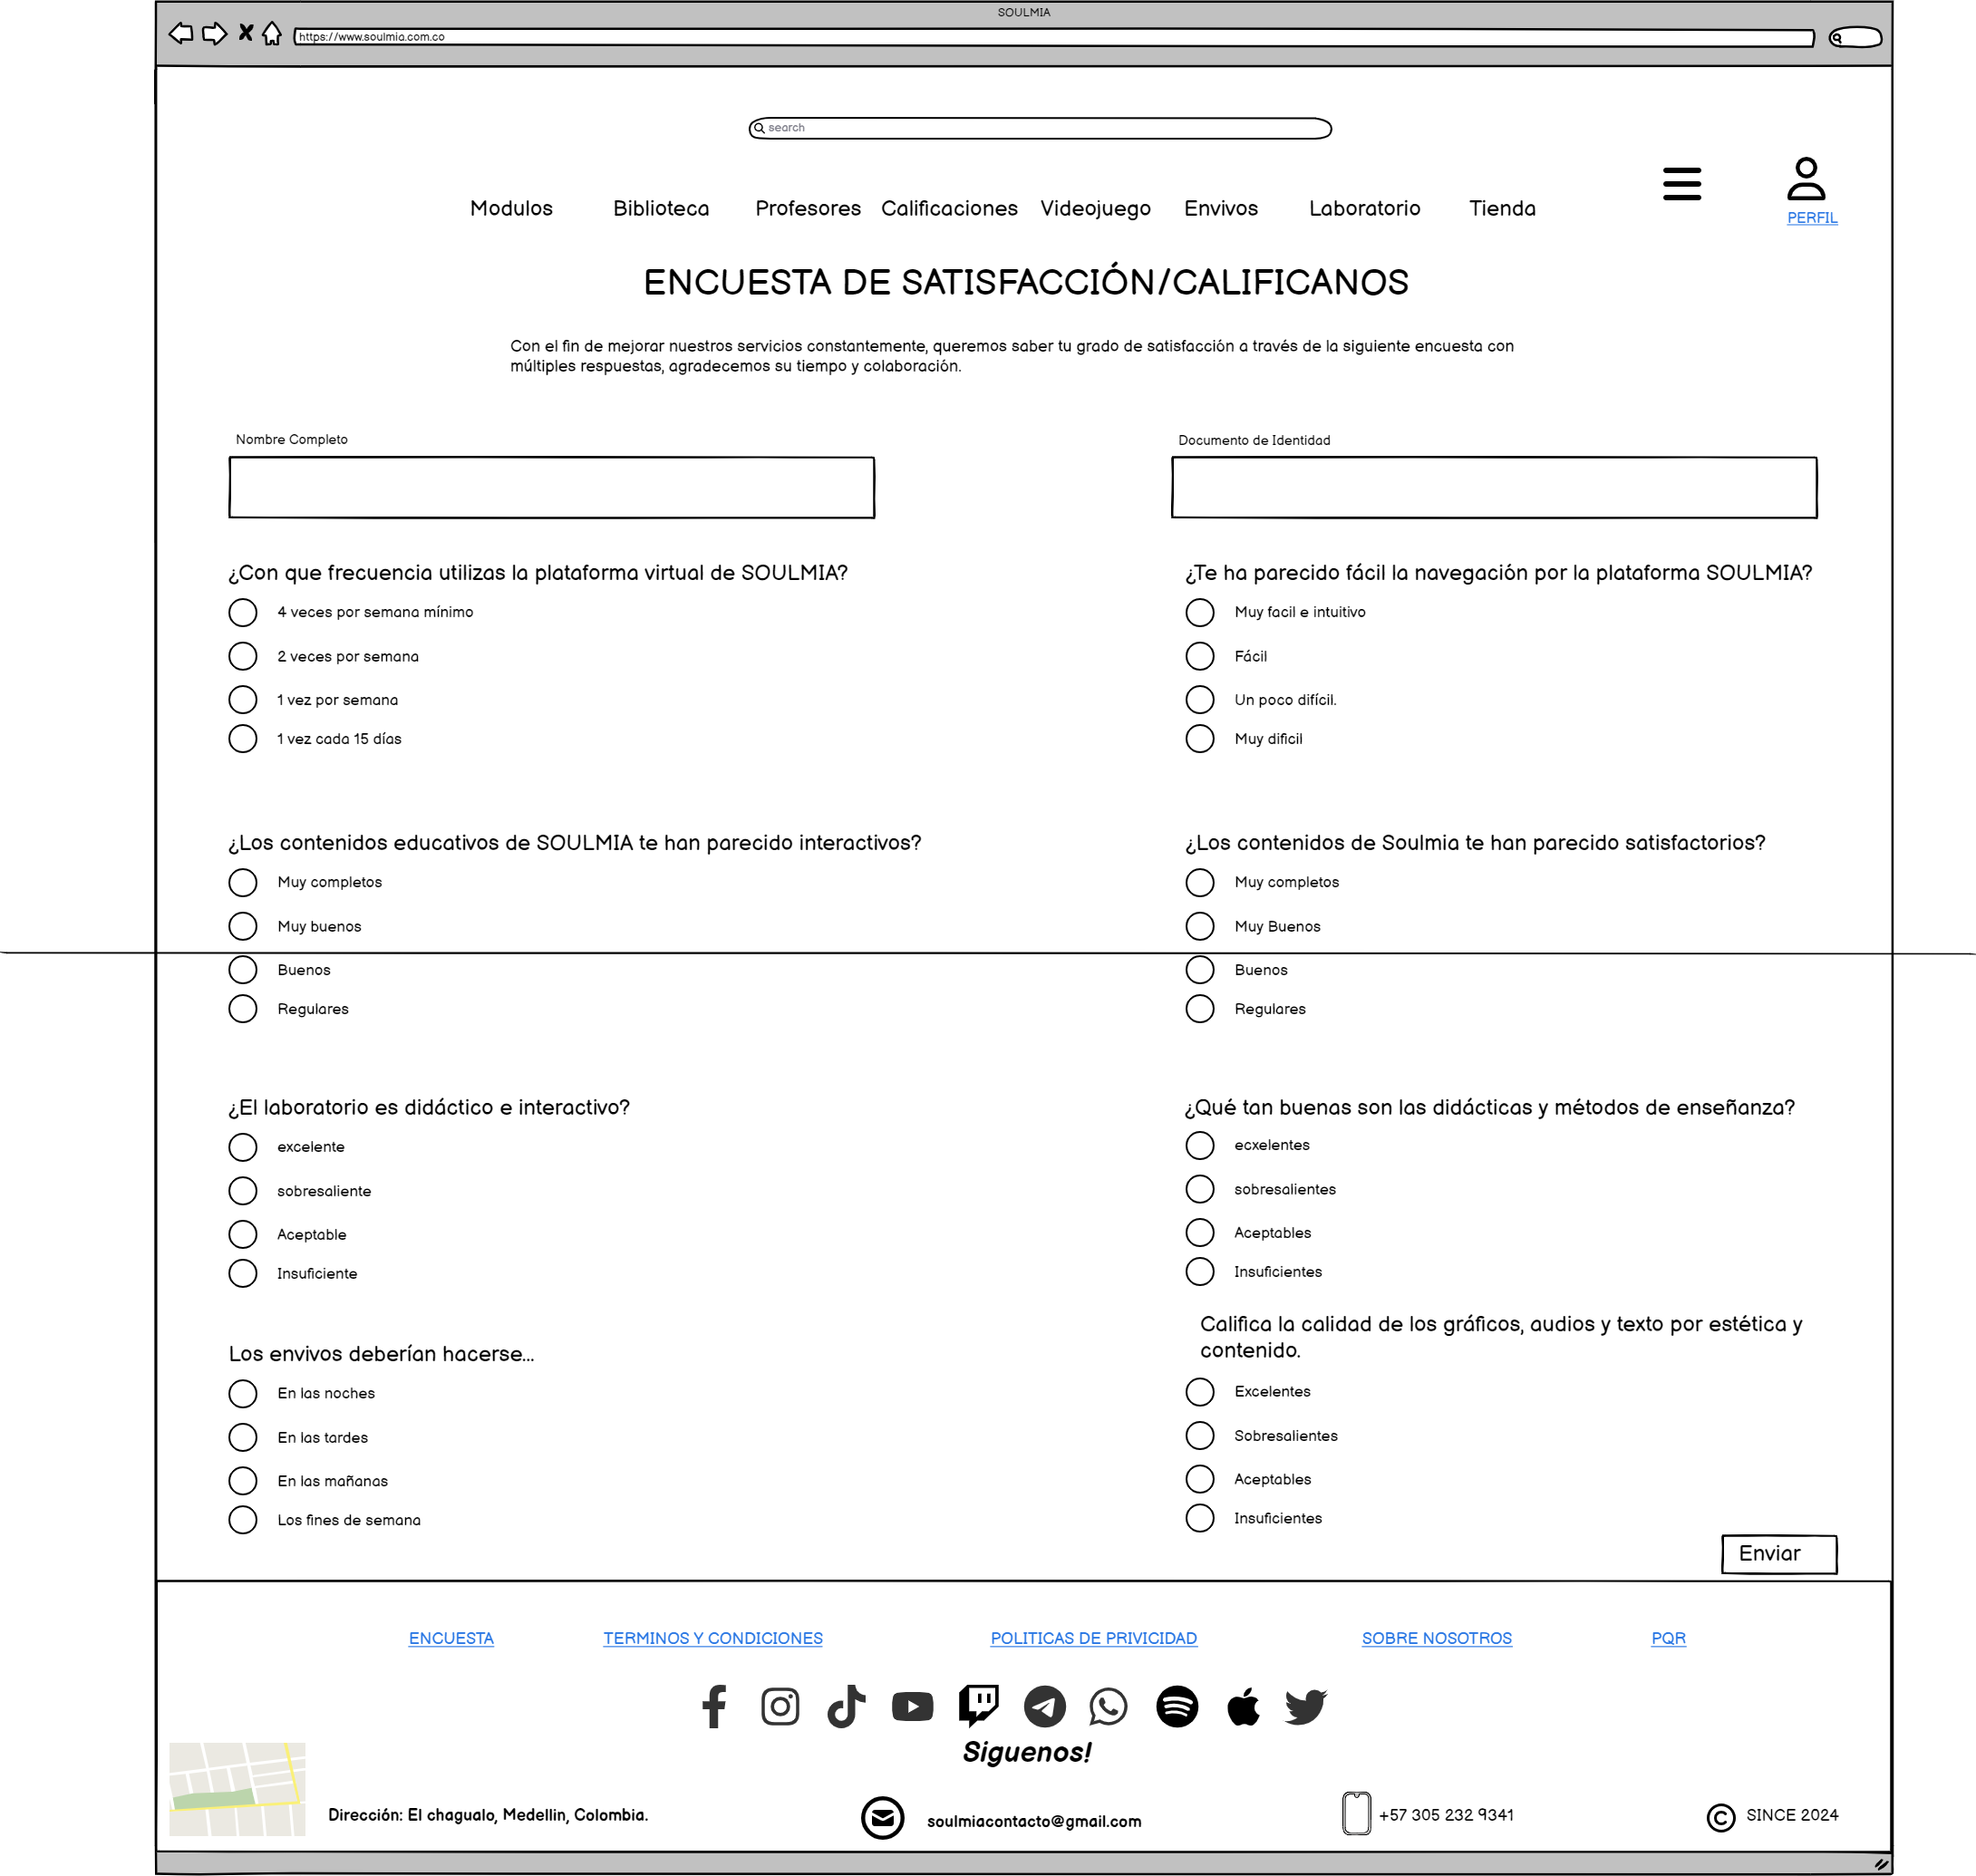 SOULMIA
https://www.soulmia.com.co
search
Modulos Biblioteca Profesores Calificaciones Videojuego Envivos Laboratorio Tienda
PERFIL
ENCUESTA DE SATISFACCIÓN/CALIFICANOS
Con el fin de mejorar nuestros servicios constantemente, queremos saber tu grado de satisfacción a través de la siguiente encuesta con
múltiples respuestas, agradecemos su tiempo y colaboración.
Nombre Completo
Documento de Identidad
¿Con que frecuencia utilizas la plataforma virtual de SOULMIA?
4 veces por semana mínimo
2 veces por semana
1 vez por semana
1 vez cada 15 días
¿Te ha parecido fácil la navegación por la plataforma SOULMIA?
Muy facil e intuitivo
Fácil
Un poco difícil.
Muy dificil
¿Los contenidos educativos de SOULMIA te han parecido interactivos?
Muy completos
Muy buenos
Buenos
Regulares
¿Los contenidos de Soulmia te han parecido satisfactorios?
Muy completos
Muy Buenos
Buenos
Regulares
¿El laboratorio es didáctico e interactivo?
excelente
sobresaliente
Aceptable
Insuficiente
¿Qué tan buenas son las didácticas y métodos de enseñanza?
ecxelentes
sobresalientes
Aceptables
Insuficientes
Los envivos deberían hacerse...
En las noches
En las tardes
En las mañanas
Los fines de semana
Califica la calidad de los gráficos, audios y texto por estética y
contenido.
Excelentes
Sobresalientes
Aceptables
Insuficientes
Enviar
ENCUESTA TERMINOS Y CONDICIONES POLITICAS DE PRIVICIDAD SOBRE NOSOTROS PQR
Siguenos!
Dirección: El chagualo, Medellin, Colombia.
soulmiacontacto@gmail.com
+57 305 232 9341
© SINCE 2024